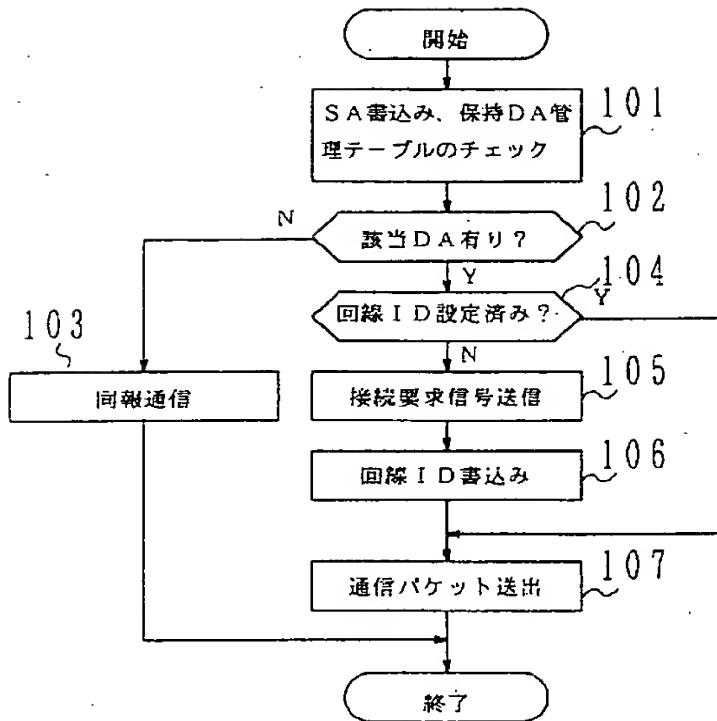 開始
SA書込み、保持DA管
理テーブルのチェック
101
102
N
該当DA有り？
Y
104
回線ID設定済み？
Y
103
N
同報通信
接続要求信号送信
105
回線ID書込み
106
通信パケット送出
107
終了